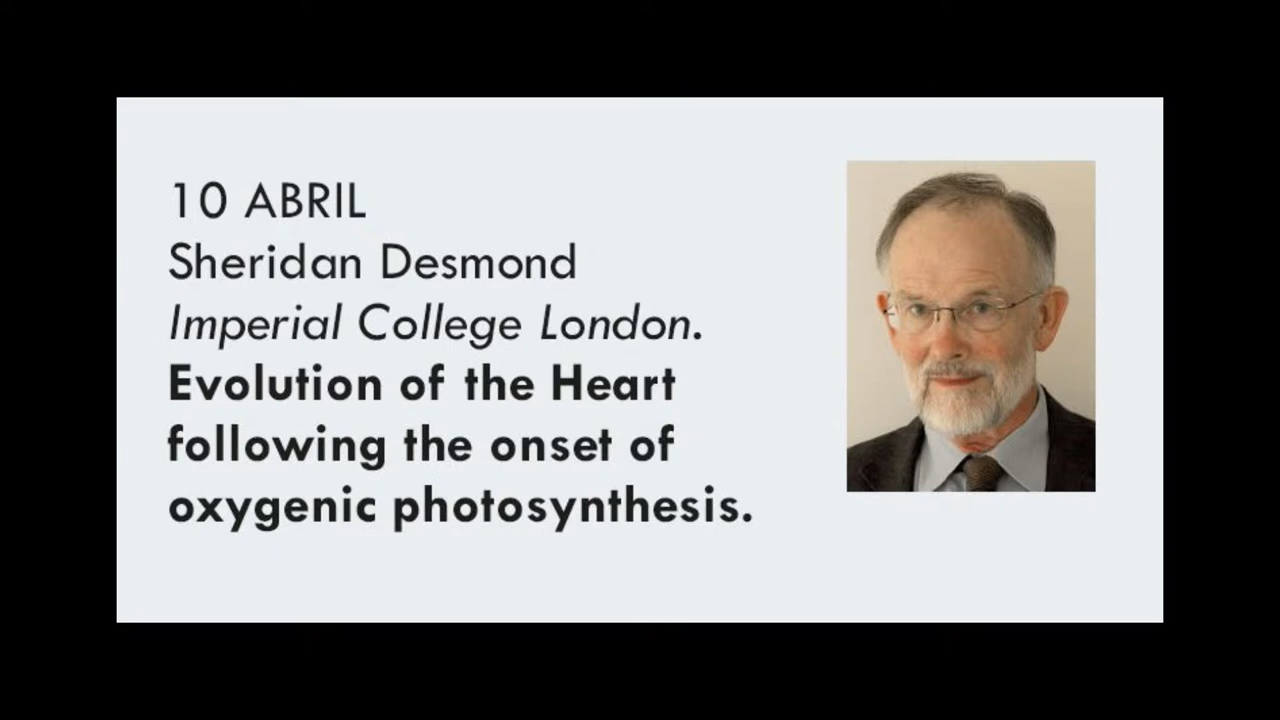 10 ABRIL
Sheridan Desmond
Imperial College London.
Evolution of the Heart
following the onset of
oxygenic photosynthesis.